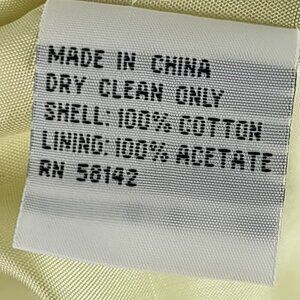 MADE IN CHINA
DRY CLEAN ONLY
SHELL: 100% COTTON
LINING: 100% ACETATE
RN 58142